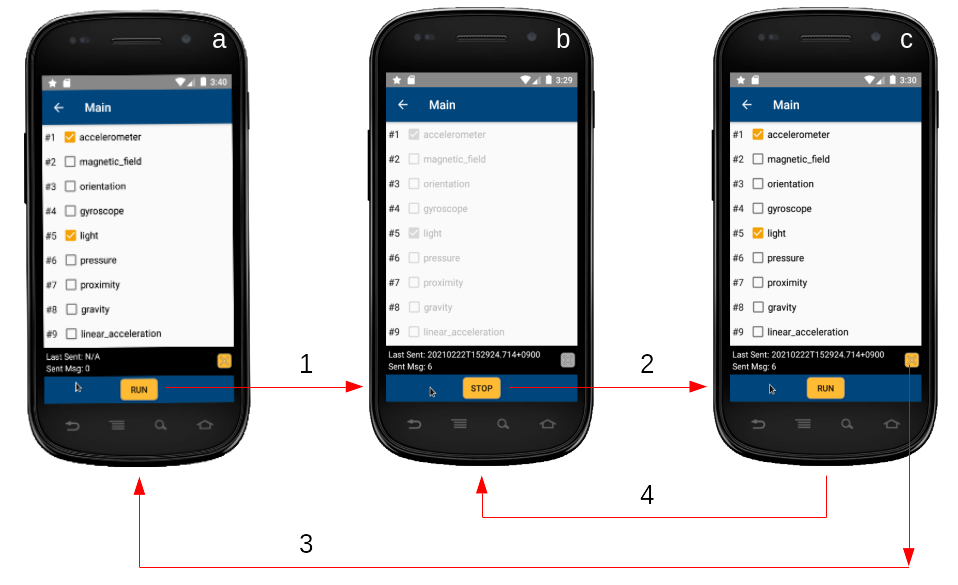 a
3:40
Main
#1 accelerometer
#2 magnetic_field
#3 orientation
#4 gyroscope
#5 light
#6 pressure
#7 proximity
#8 gravity
#9 linear_acceleration
Last Sent: N/A
Sent Msg: 0
RUN
1
b
3:29
Main
#1 accelerometer
#2 magnetic_field
#3 orientation
#4 gyroscope
#5 light
#6 pressure
#7 proximity
#8 gravity
#9 linear_acceleration
Last Sent: 20210222T152924.714+0900
Sent Msg: 6
STOP
2
c
3:30
Main
#1 accelerometer
#2 magnetic_field
#3 orientation
#4 gyroscope
#5 light
#6 pressure
#7 proximity
#8 gravity
#9 linear_acceleration
Last Sent: 20210222T152924.714+0900
Sent Msg: 6
RUN
4
3